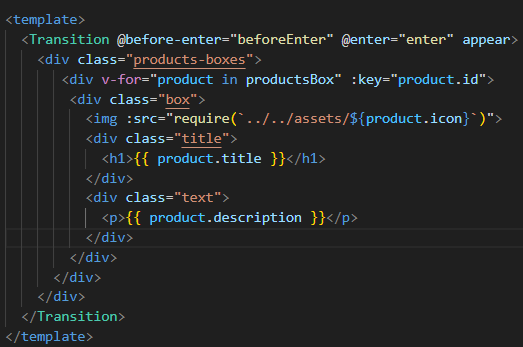 <template>
<Transition @before-enter="beforeEnter" @enter="enter" appear>
<div class="products-boxes">
<div v-for="product in productsBox" :key="product.id">
<div class="box">
<img :src="require(`../../assets/${product.icon}`)">
<div class="title">
<h1>{{ product.title }}</h1>
</div>
<div class="text">
<p>{{ product.description }}</p>
</div>
</div>
</div>
</div>
</Transition>
</template>